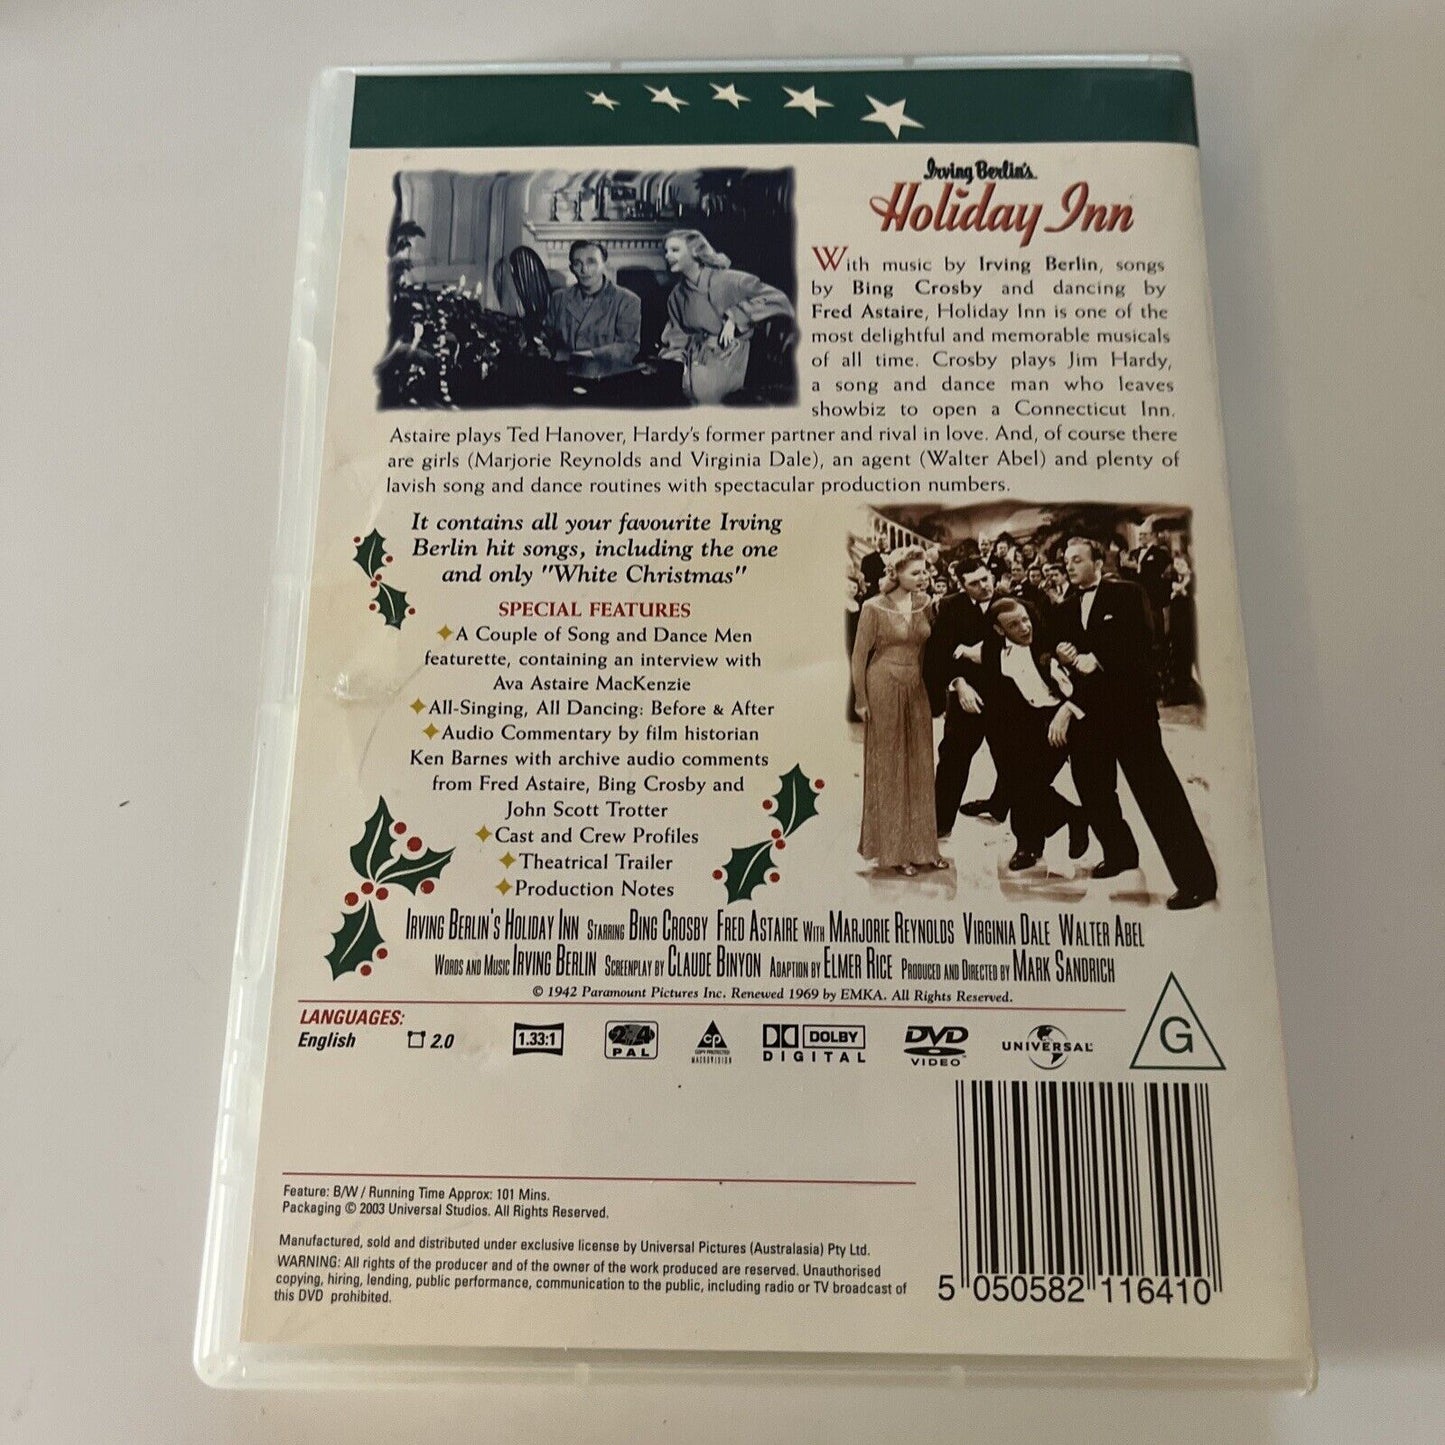 Irving Berlin's
Holiday Inn
With music by Irving Berlin, songs
by Bing Crosby and dancing by
Fred Astaire, Holiday Inn is one of the
most delightful and memorable musicals
of all time. Crosby plays Jim Hardy,
a song and dance man who leaves
showbiz to open a Connecticut Inn.
Astaire plays Ted Hanover, Hardy's former partner and rival in love. And, of course there
are girls (Marjorie Reynolds and Virginia Dale), an agent (Walter Abel) and plenty of
lavish song and dance routines with spectacular production numbers.
It contains all your favourite Irving
Berlin hit songs, including the one
and only "White Christmas"
SPECIAL FEATURES
A Couple of Song and Dance Men
featurette, containing an interview with
Ava Astaire MacKenzie
All-Singing, All Dancing: Before & After
Audio Commentary by film historian
Ken Barnes with archive audio comments
from Fred Astaire, Bing Crosby and
John Scott Trotter
Cast and Crew Profiles
Theatrical Trailer
Production Notes
IRVING BERLIN'S HOLIDAY INN STARRING BING CROSBY FRED ASTAIRE WITH MARJORIE REYNOLDS VIRGINIA DALE WALTER ABEL
WORDS AND MUSIC IRVING BERLIN SCREENPLAY BY CLAUDE BINYON ADAPTION BY ELMER RICE PRODUCED AND DIRECTED BY MARK SANDRICH
© 1942 Paramount Pictures Inc. Renewed 1969 by EMKA. All Rights Reserved.
LANGUAGES:
English 2.0
1.33:1
2 4
PAL
CP
COPY PROTECTED
MACROVISION
DOLBY
DIGITAL
DVD
VIDEO
UNIVERSAL
G
Feature: B/W / Running Time Approx: 101 Mins.
Packaging © 2003 Universal Studios. All Rights Reserved.
Manufactured, sold and distributed under exclusive license by Universal Pictures (Australasia) Pty Ltd.
WARNING: All rights of the producer and of the owner of the work produced are reserved. Unauthorised
copying, hiring, lending, public performance, communication to the public, including radio or TV broadcast of
this DVD prohibited.
5 050582 116410